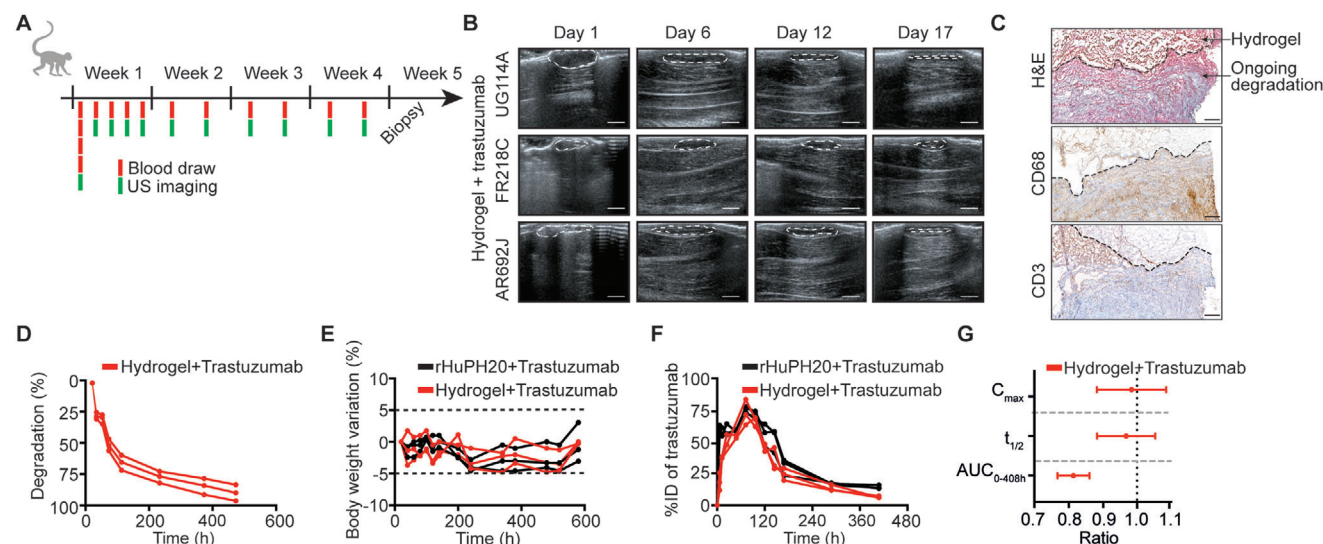 A
Week 1 Week 2 Week 3 Week 4 Week 5
Biopsy
Blood draw
US imaging
B
Day 1 Day 6 Day 12 Day 17
Hydrogel + trastuzumab
UG114A
FR218C
AR692J
C
H&E
Hydrogel
Ongoing
degradation
CD68
CD3
D
Hydrogel+Trastuzumab
Degradation (%)
0
25
50
75
100
0 200 400 600
Time (h)
E
rHuPH20+Trastuzumab
Hydrogel+Trastuzumab
Body weight variation (%)
10
5
0
-5
-10
0 200 400 600
Time (h)
F
rHuPH20+Trastuzumab
Hydrogel+Trastuzumab
%ID of trastuzumab
100
75
50
25
0
0 120 240 360 480
Time (h)
G
Hydrogel+Trastuzumab
Cmax
t1/2
AUC0-408h
0.7 0.8 0.9 1.0 1.1
Ratio